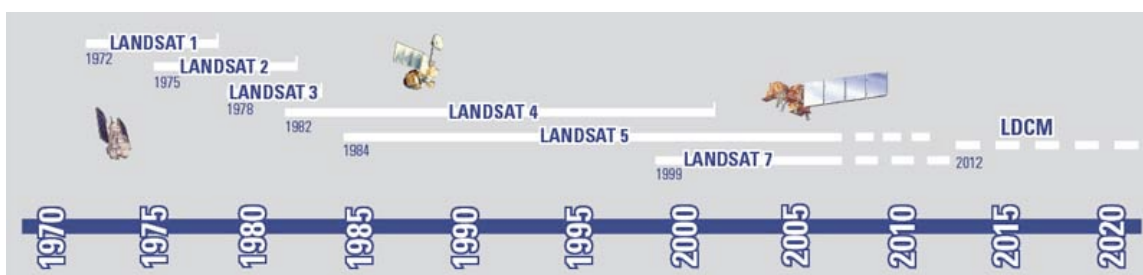 LANDSAT 1
1972
LANDSAT 2
1975
LANDSAT 3
1978
LANDSAT 4
1982
LANDSAT 5
1984
LANDSAT 7
1999
LDCM
2012
1970 1975 1980 1985 1990 1995 2000 2005 2010 2015 2020